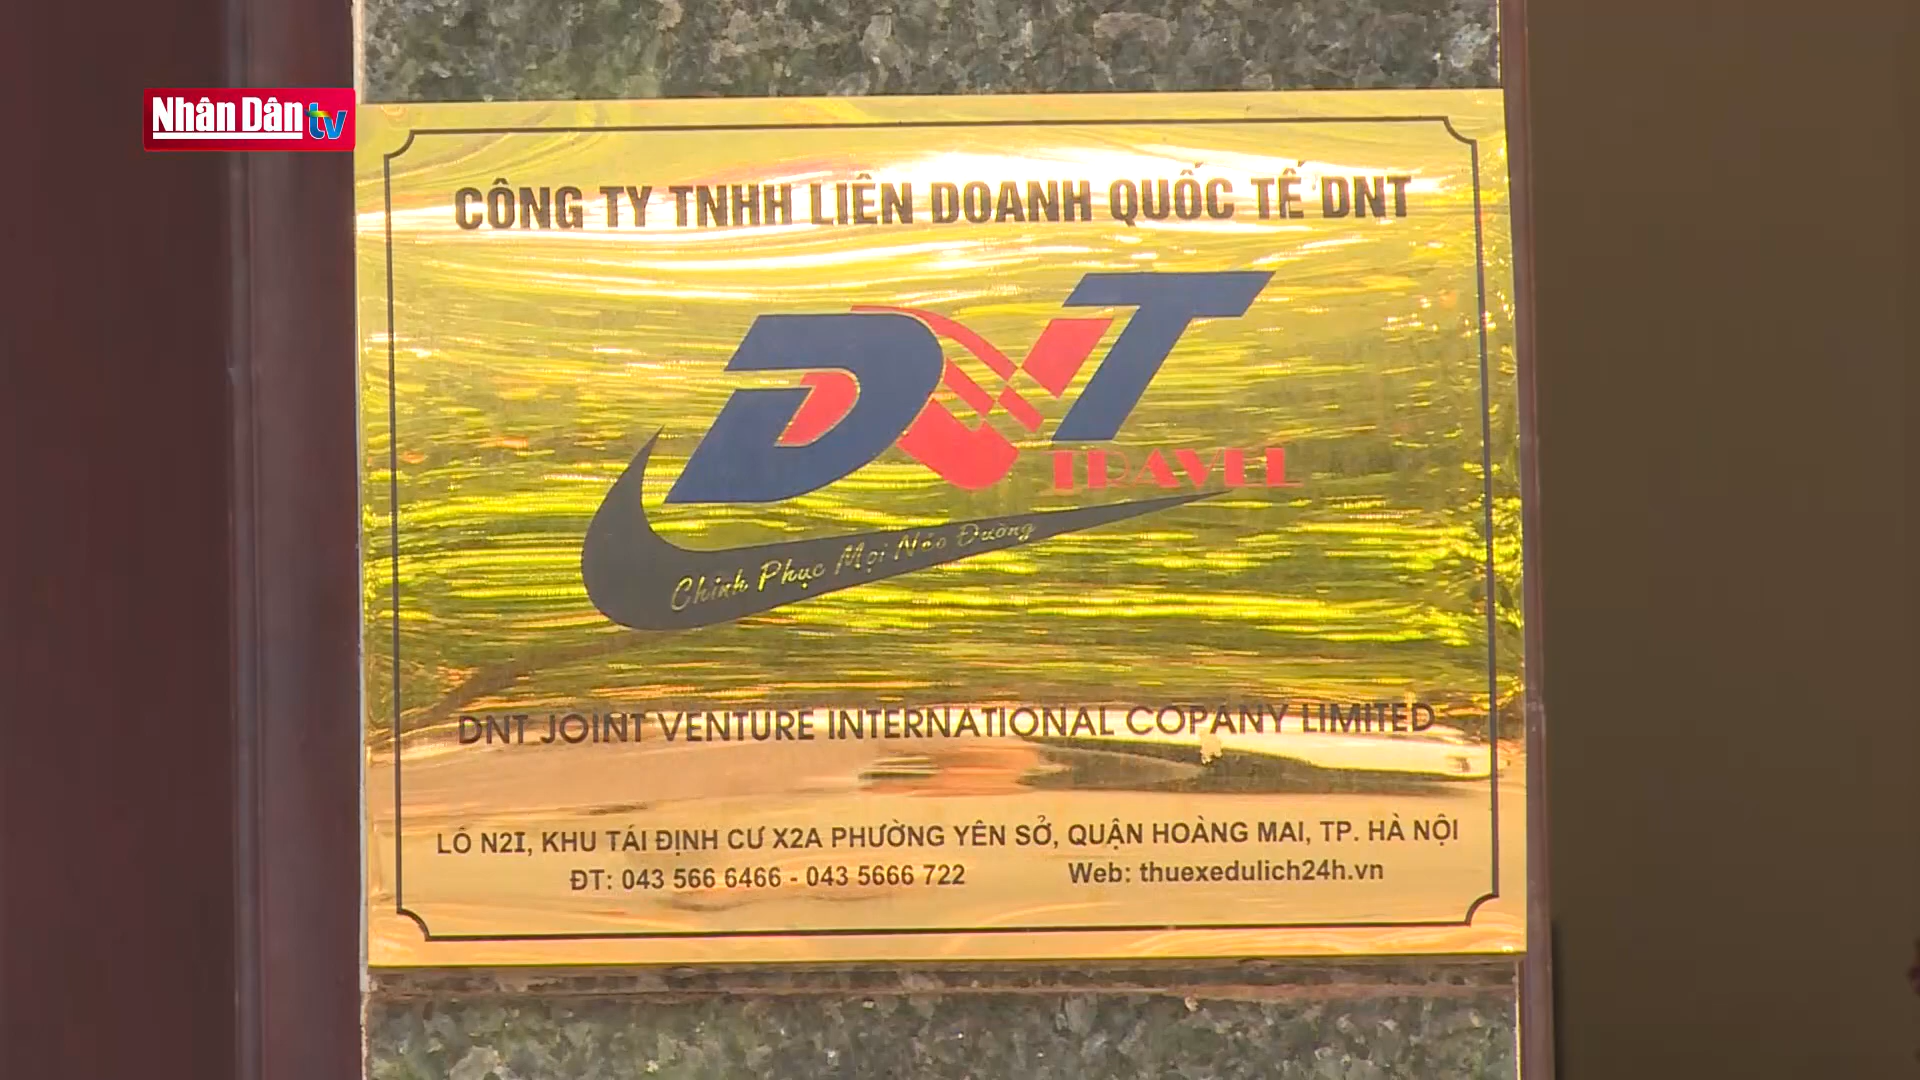 Nhân Dân tv
CÔNG TY TNHH LIÊN DOANH QUỐC TẾ DNT
DNT
TRAVEL
Chinh Phục Mọi Nẻo Đường
DNT JOINT VENTURE INTERNATIONAL COPANY LIMITED
LÔ N2I, KHU TÁI ĐỊNH CƯ X2A PHƯỜNG YÊN SỞ, QUẬN HOÀNG MAI, TP. HÀ NỘI
ĐT: 043 566 6466 - 043 5666 722 Web: thuexedulich24h.vn